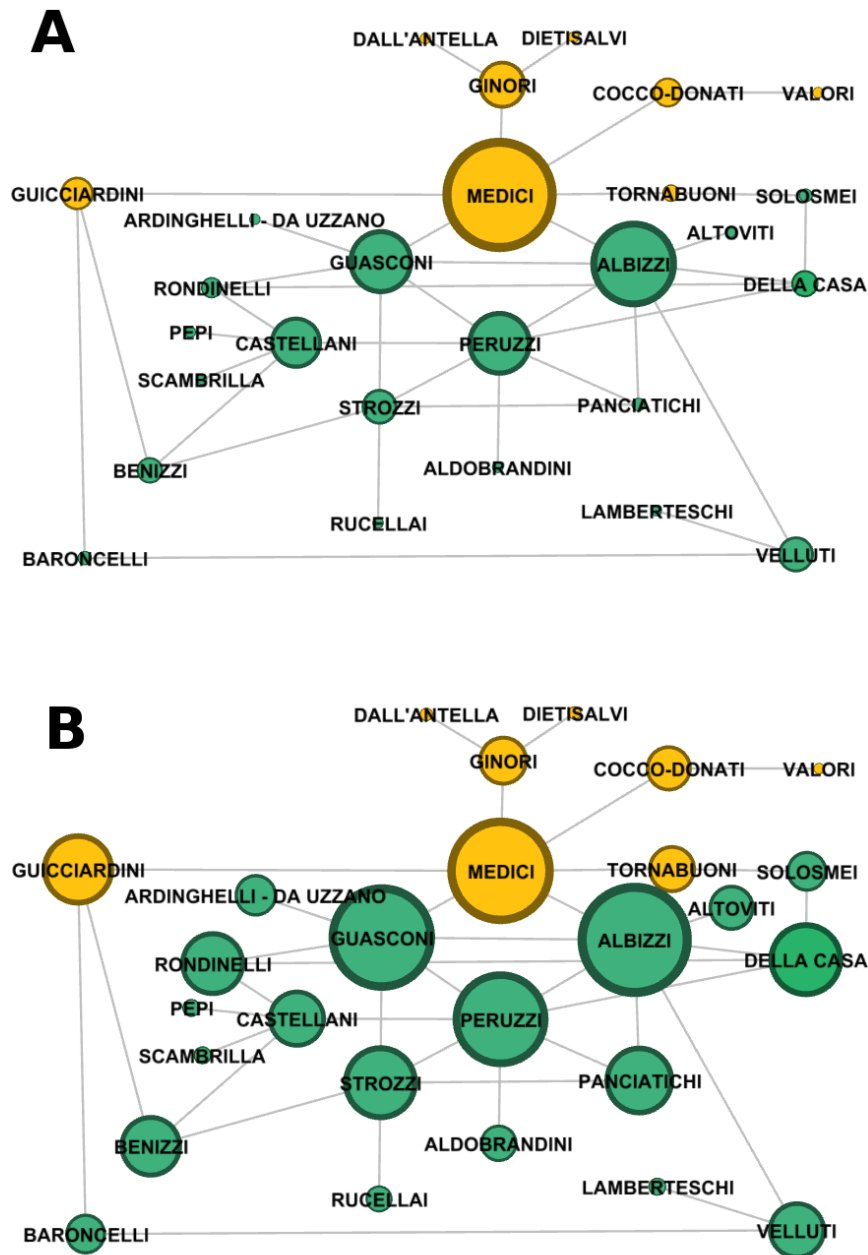 A
DALL'ANTELLA DIETISALVI
GINORI COCCO-DONATI VALORI
GUICCIARDINI MEDICI TORNABUONI SOLOSMEI
ARDINGHELLI - DA UZZANO ALTOVITI
GUASCONI ALBIZZI
RONDINELLI DELLA CASA
PEPI CASTELLANI PERUZZI
SCAMBRILLA
STROZZI PANCIATICHI
BENIZZI ALDOBRANDINI
RUCELLAI LAMBERTESCHI
BARONCELLI VELLUTI
B
DALL'ANTELLA DIETISALVI
GINORI COCCO-DONATI VALORI
GUICCIARDINI MEDICI TORNABUONI SOLOSMEI
ARDINGHELLI - DA UZZANO ALTOVITI
GUASCONI ALBIZZI
RONDINELLI DELLA CASA
PEPI CASTELLANI PERUZZI
SCAMBRILLA
STROZZI PANCIATICHI
BENIZZI ALDOBRANDINI
RUCELLAI LAMBERTESCHI
BARONCELLI VELLUTI